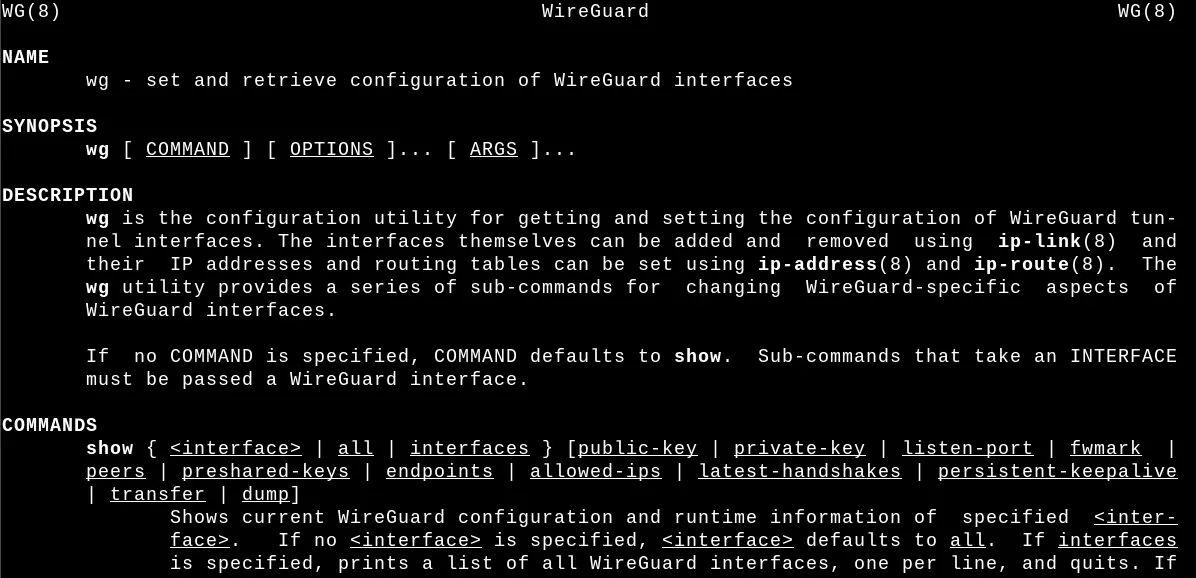 WG(8) WireGuard WG(8)
NAME
wg - set and retrieve configuration of WireGuard interfaces
SYNOPSIS
wg [ COMMAND ] [ OPTIONS ]... [ ARGS ]...
DESCRIPTION
wg is the configuration utility for getting and setting the configuration of WireGuard tun-
nel interfaces. The interfaces themselves can be added and removed using ip-link(8) and
their IP addresses and routing tables can be set using ip-address(8) and ip-route(8). The
wg utility provides a series of sub-commands for changing WireGuard-specific aspects of
WireGuard interfaces.
If no COMMAND is specified, COMMAND defaults to show. Sub-commands that take an INTERFACE
must be passed a WireGuard interface.
COMMANDS
show { <interface> | all | interfaces } [public-key | private-key | listen-port | fwmark |
peers | preshared-keys | endpoints | allowed-ips | latest-handshakes | persistent-keepalive
| transfer | dump]
Shows current WireGuard configuration and runtime information of specified <inter-
face>. If no <interface> is specified, <interface> defaults to all. If interfaces
is specified, prints a list of all WireGuard interfaces, one per line, and quits. If